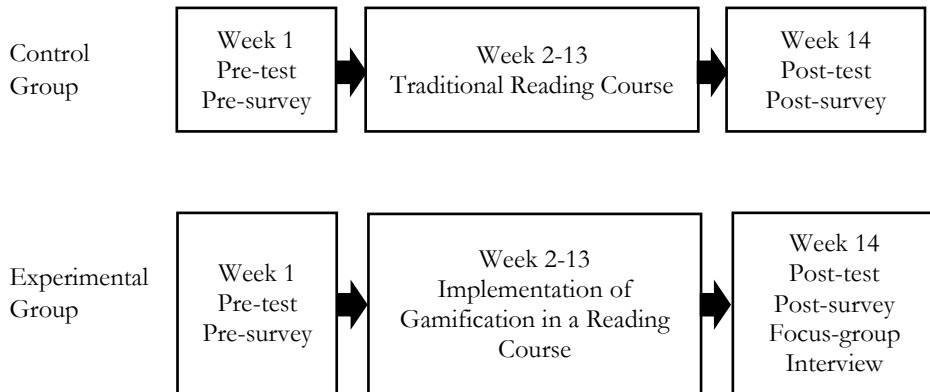 Control
Group
Week 1
Pre-test
Pre-survey
Week 2-13
Traditional Reading Course
Week 14
Post-test
Post-survey
Experimental
Group
Week 1
Pre-test
Pre-survey
Week 2-13
Implementation of
Gamification in a Reading
Course
Week 14
Post-test
Post-survey
Focus-group
Interview